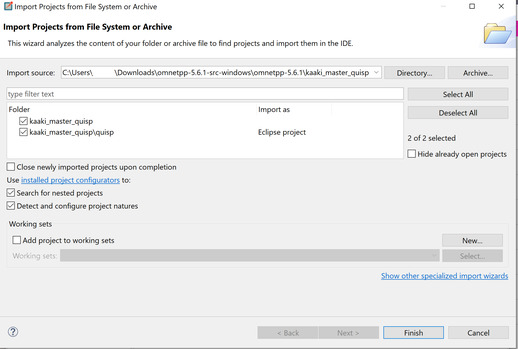 Import Projects from File System or Archive
Import Projects from File System or Archive
This wizard analyzes the content of your folder or archive file to find projects and import them in the IDE.
Import source: C:\Users\ \Downloads\omnetpp-5.6.1-src-windows\omnetpp-5.6.1\kaaki_master_quisp Directory... Archive...
type filter text Select All
Folder Import as Deselect All
kaaki_master_quisp
kaaki_master_quisp\quisp Eclipse project
2 of 2 selected
Hide already open projects
Close newly imported projects upon completion
Use installed project configurators to:
Search for nested projects
Detect and configure project natures
Working sets
Add project to working sets New...
Working sets: Select...
Show other specialized import wizards
? < Back Next > Finish Cancel